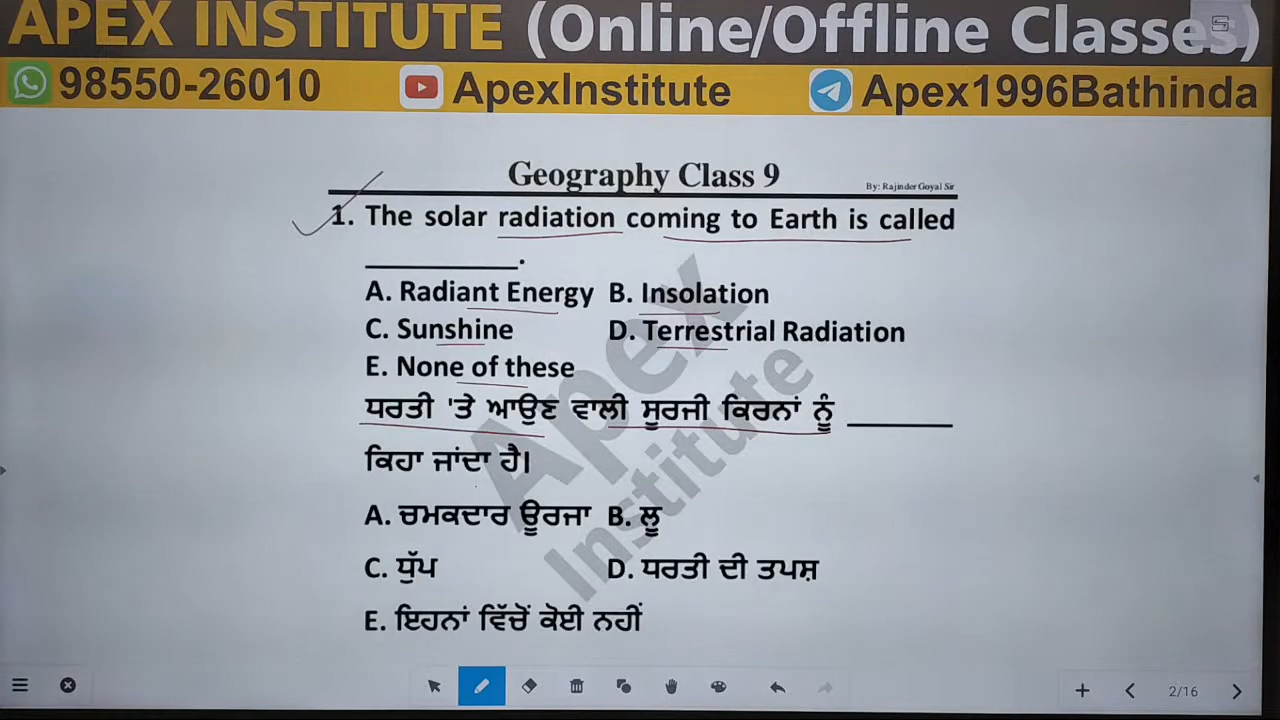 APEX INSTITUTE (Online/Offline Classes)
98550-26010 ApexInstitute Apex1996Bathinda
Geography Class 9
By: Rajinder Goyal Sir
1. The solar radiation coming to Earth is called
__________.
A. Radiant Energy B. Insolation
C. Sunshine D. Terrestrial Radiation
E. None of these
ਧਰਤੀ 'ਤੇ ਆਉਣ ਵਾਲੀ ਸੂਰਜੀ ਕਿਰਨਾਂ ਨੂੰ ________
ਕਿਹਾ ਜਾਂਦਾ ਹੈ।
A. ਚਮਕਦਾਰ ਊਰਜਾ B. ਲੂ
C. ਧੁੱਪ D. ਧਰਤੀ ਦੀ ਤਪਸ਼
E. ਇਹਨਾਂ ਵਿੱਚੋਂ ਕੋਈ ਨਹੀਂ
Apex
Institute
2/16